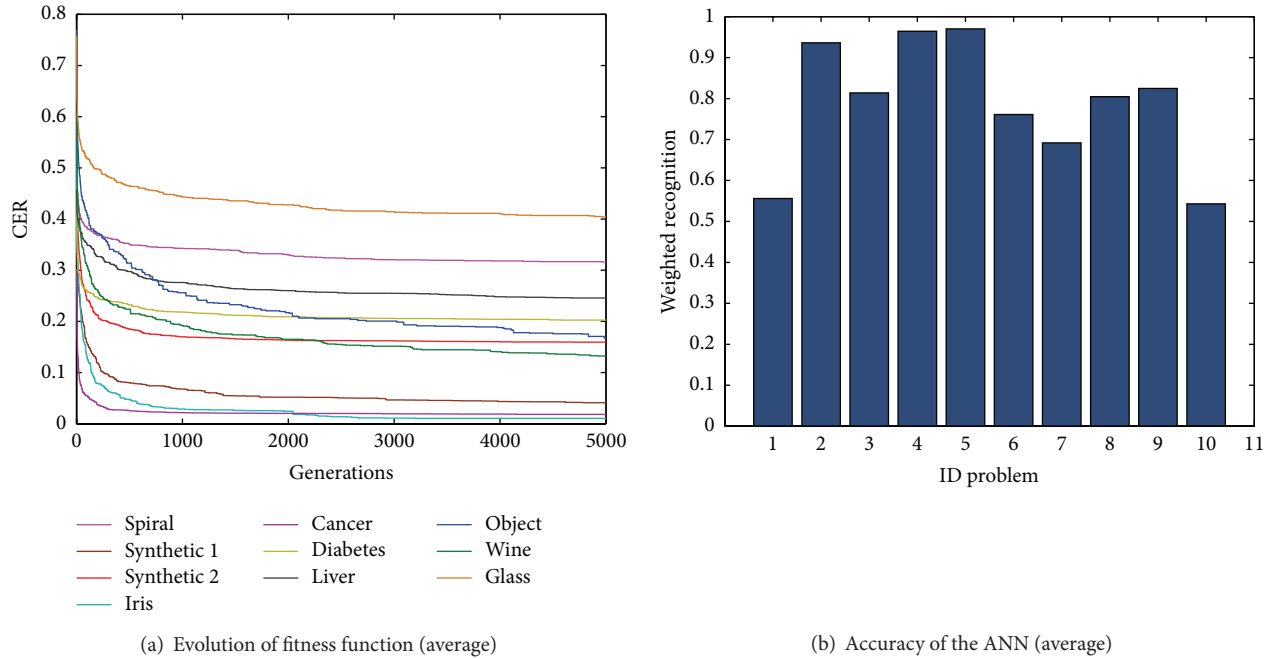 0.8
0.7
0.6
0.5
0.4
0.3
0.2
0.1
0
CER
0 1000 2000 3000 4000 5000
Generations
Spiral
Synthetic 1
Synthetic 2
Iris
Cancer
Diabetes
Liver
Object
Wine
Glass
(a) Evolution of fitness function (average)
1
0.9
0.8
0.7
0.6
0.5
0.4
0.3
0.2
0.1
0
Weighted recognition
1 2 3 4 5 6 7 8 9 10 11
ID problem
(b) Accuracy of the ANN (average)